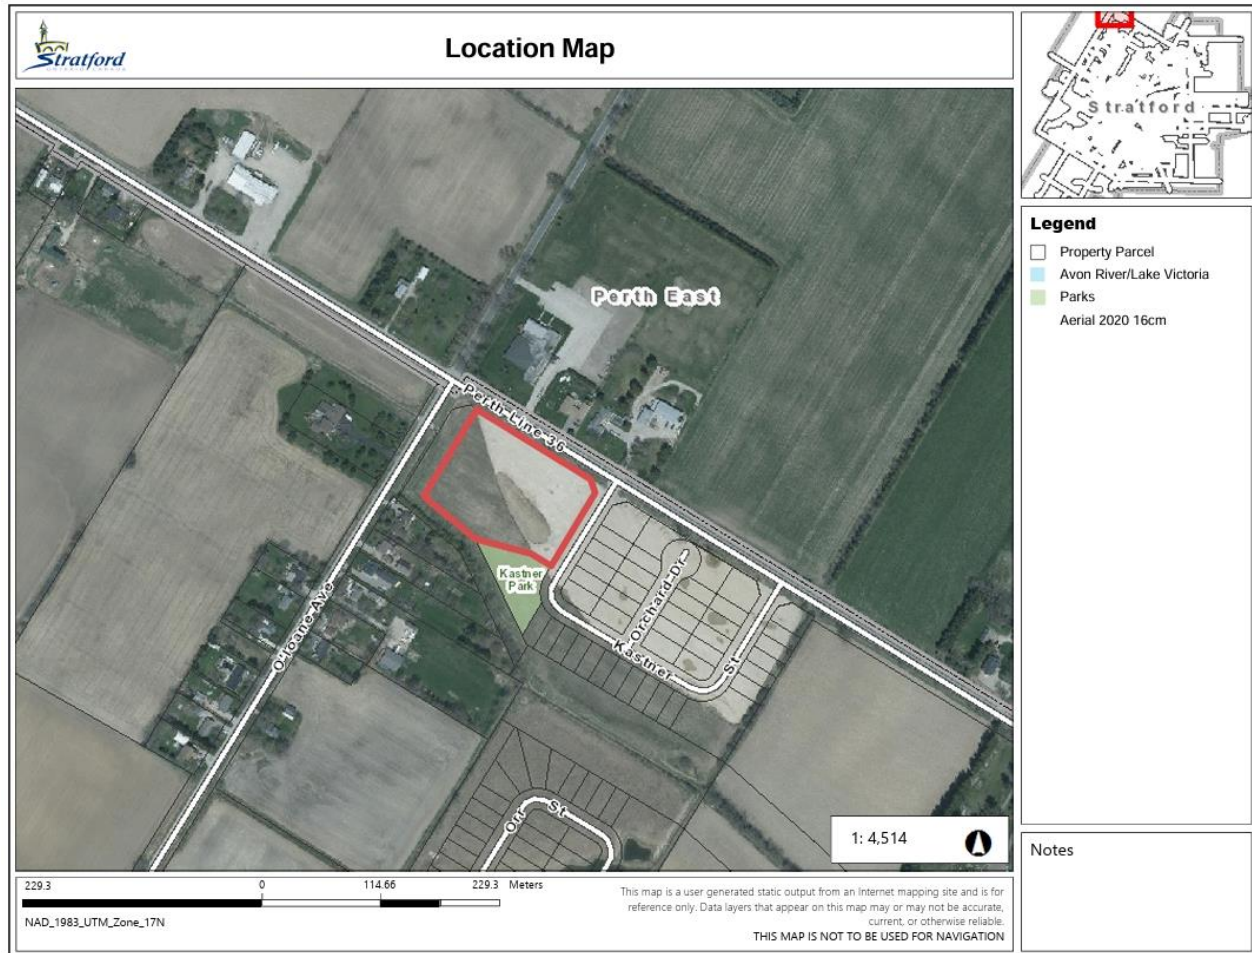 Stratford
ONTARIO CANADA
Location Map
Stratford
Perth East
Perth Line 36
O'loane Ave
Kastner
Park
Orchard Dr
Kastner
St
Orr St
1: 4,514
Legend
Property Parcel
Avon River/Lake Victoria
Parks
Aerial 2020 16cm
Notes
229.3 0 114.66 229.3 Meters
NAD_1983_UTM_Zone_17N
This map is a user generated static output from an Internet mapping site and is for
reference only. Data layers that appear on this map may or may not be accurate,
current, or otherwise reliable.
THIS MAP IS NOT TO BE USED FOR NAVIGATION